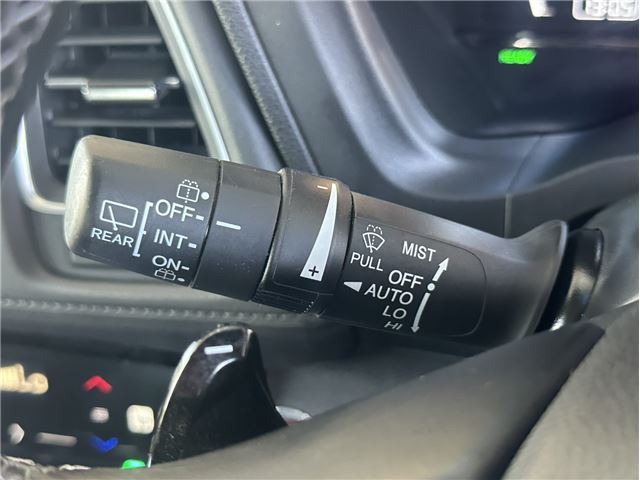 REAR
OFF
INT
ON
−
+
PULL
MIST
OFF
AUTO
LO
HI